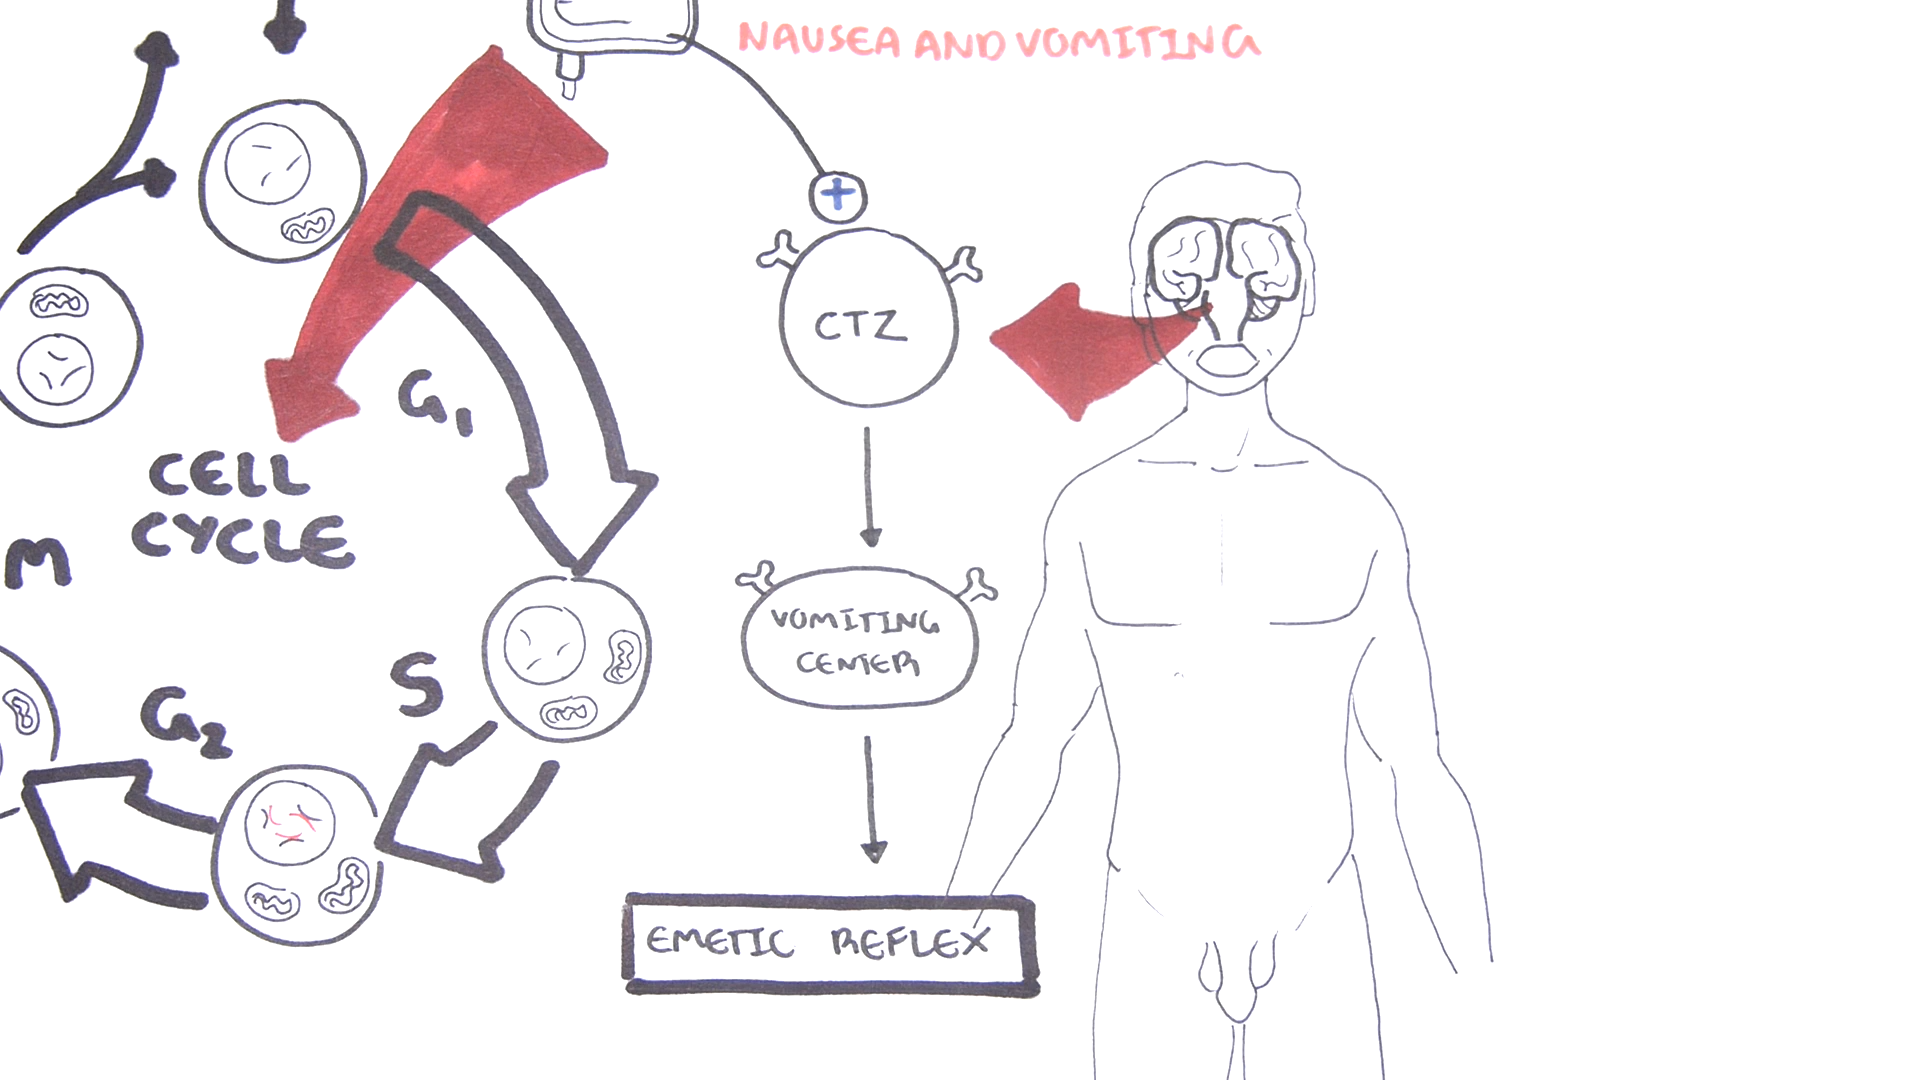 NAUSEA AND VOMITING
+
CTZ
G1
CELL
CYCLE
M
VOMITING
CENTER
S
G2
EMETIC REFLEX